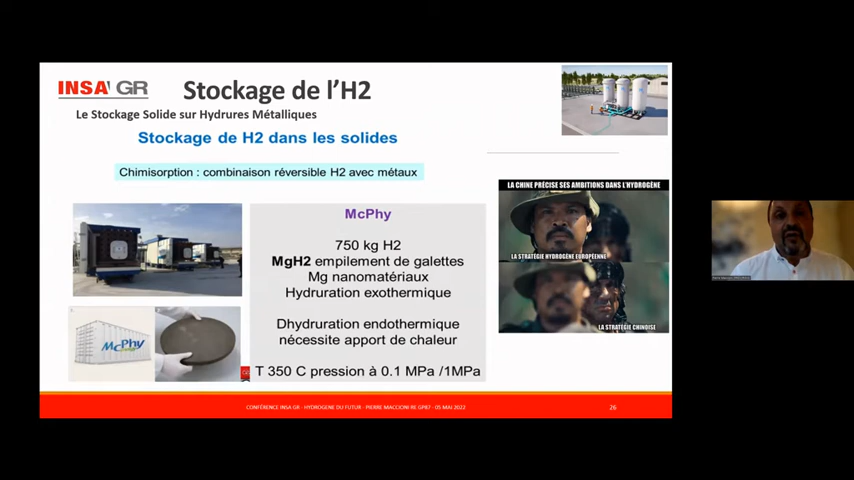 INSA GR
Stockage de l'H2
Le Stockage Solide sur Hydrures Métalliques
Stockage de H2 dans les solides
Chimisorption : combinaison réversible H2 avec métaux
McPhy
750 kg H2
MgH2 empilement de galettes
Mg nanomatériaux
Hydruration exothermique
Dhydruration endothermique
nécessite apport de chaleur
T 350 C pression à 0.1 MPa /1MPa
McPhy
LA CHINE PRÉCISE SES AMBITIONS DANS L'HYDROGÈNE
LA STRATÉGIE HYDROGÈNE EUROPÉENNE
LA STRATÉGIE CHINOISE
CONFÉRENCE INSA GR - HYDROGENE DU FUTUR - PIERRE MACCIONI RE GP87 - 05 MAI 2022
26